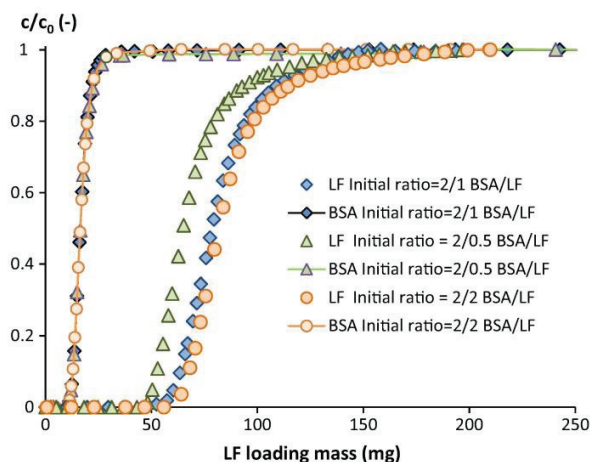 c/c₀ (-)
1
0.8
0.6
0.4
0.2
0
LF Initial ratio=2/1 BSA/LF
BSA Initial ratio=2/1 BSA/LF
LF Initial ratio = 2/0.5 BSA/LF
BSA Initial ratio=2/0.5 BSA/LF
LF Initial ratio = 2/2 BSA/LF
BSA Initial ratio=2/2 BSA/LF
0 50 100 150 200 250
LF loading mass (mg)